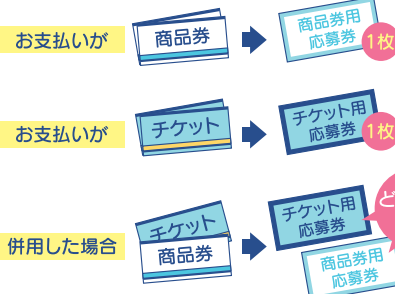 お支払いが
商品券
商品券用
応募券
1枚
お支払いが
チケット
チケット用
応募券
1枚
併用した場合
チケット
商品券
チケット用
応募券
ど
商品券用
応募券